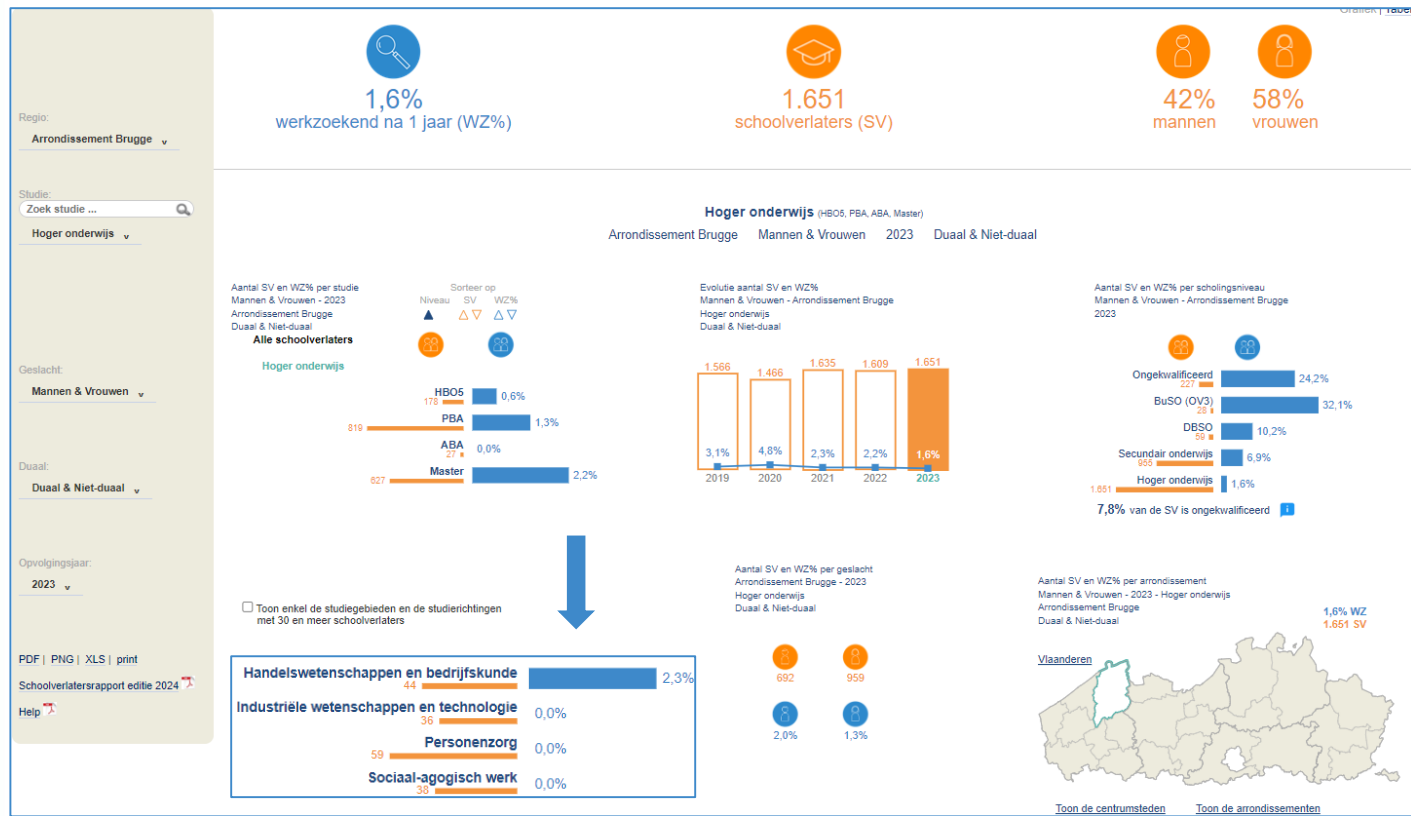 Grafiek | Tabel
1,6%
werkzoekend na 1 jaar (WZ%)
1.651
schoolverlaters (SV)
42%
mannen
58%
vrouwen
Regio:
Arrondissement Brugge v
Studie:
Zoek studie ...
Hoger onderwijs v
Geslacht:
Mannen & Vrouwen v
Duaal:
Duaal & Niet-duaal v
Opvolgingsjaar:
2023 v
PDF | PNG | XLS | print
Schoolverlatersrapport editie 2024
Help
Hoger onderwijs (HBO5, PBA, ABA, Master)
Arrondissement Brugge Mannen & Vrouwen 2023 Duaal & Niet-duaal
Aantal SV en WZ% per studie
Mannen & Vrouwen - 2023
Arrondissement Brugge
Duaal & Niet-duaal
Sorteer op
Niveau SV WZ%
Alle schoolverlaters
Hoger onderwijs
HBO5
178 0,6%
PBA
819 1,3%
ABA
27 0,0%
Master
627 2,2%
Toon enkel de studiegebieden en de studierichtingen
met 30 en meer schoolverlaters
Handelswetenschappen en bedrijfskunde
44 2,3%
Industriële wetenschappen en technologie
36 0,0%
Personenzorg
59 0,0%
Sociaal-agogisch werk
38 0,0%
Evolutie aantal SV en WZ%
Mannen & Vrouwen - Arrondissement Brugge
Hoger onderwijs
Duaal & Niet-duaal
1.566 1.466 1.635 1.609 1.651
3,1% 4,8% 2,3% 2,2% 1,6%
2019 2020 2021 2022 2023
Aantal SV en WZ% per geslacht
Arrondissement Brugge - 2023
Hoger onderwijs
Duaal & Niet-duaal
692 959
2,0% 1,3%
Aantal SV en WZ% per scholingsniveau
Mannen & Vrouwen - Arrondissement Brugge
2023
Ongekwalificeerd
227 24,2%
BuSO (OV3)
28 32,1%
DBSO
59 10,2%
Secundair onderwijs
955 6,9%
Hoger onderwijs
1.651 1,6%
7,8% van de SV is ongekwalificeerd i
Aantal SV en WZ% per arrondissement
Mannen & Vrouwen - 2023 - Hoger onderwijs
Arrondissement Brugge
Duaal & Niet-duaal
1,6% WZ
1.651 SV
Vlaanderen
Toon de centrumsteden Toon de arrondissementen